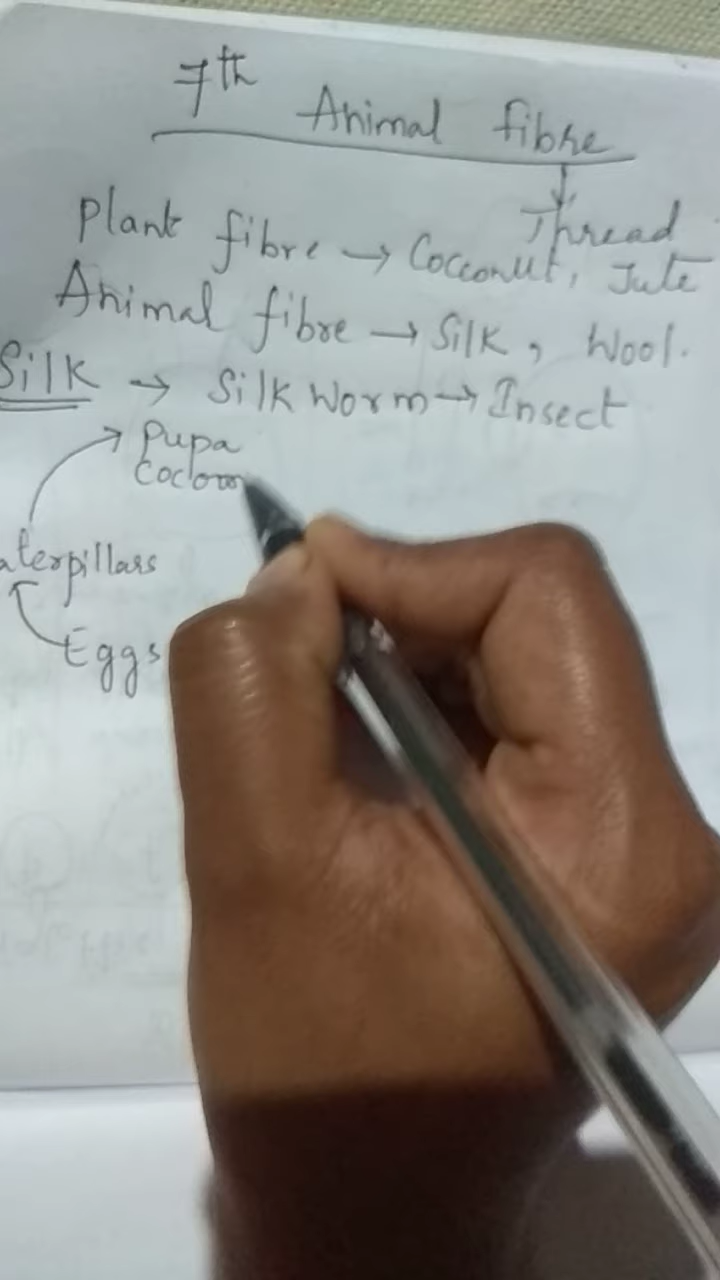 7th Animal fibre
Thread
Plant fibre → Cocconut, Jute
Animal fibre → Silk, Wool.
Silk → Silk Worm → Insect
Pupa
Cocoon
aterpillars
Eggs